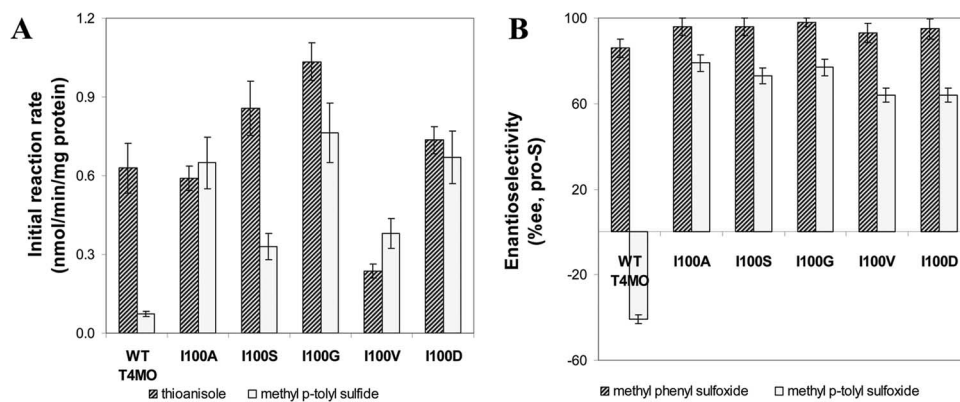 A
Initial reaction rate
(nmol/min/mg protein)
1.2
0.9
0.6
0.3
0.0
WT
T4MO
I100A
I100S
I100G
I100V
I100D
thioanisole
methyl p-tolyl sulfide
B
Enantioselectivity
(%ee, pro-S)
100
60
20
-20
-60
WT
T4MO
I100A
I100S
I100G
I100V
I100D
methyl phenyl sulfoxide
methyl p-tolyl sulfoxide